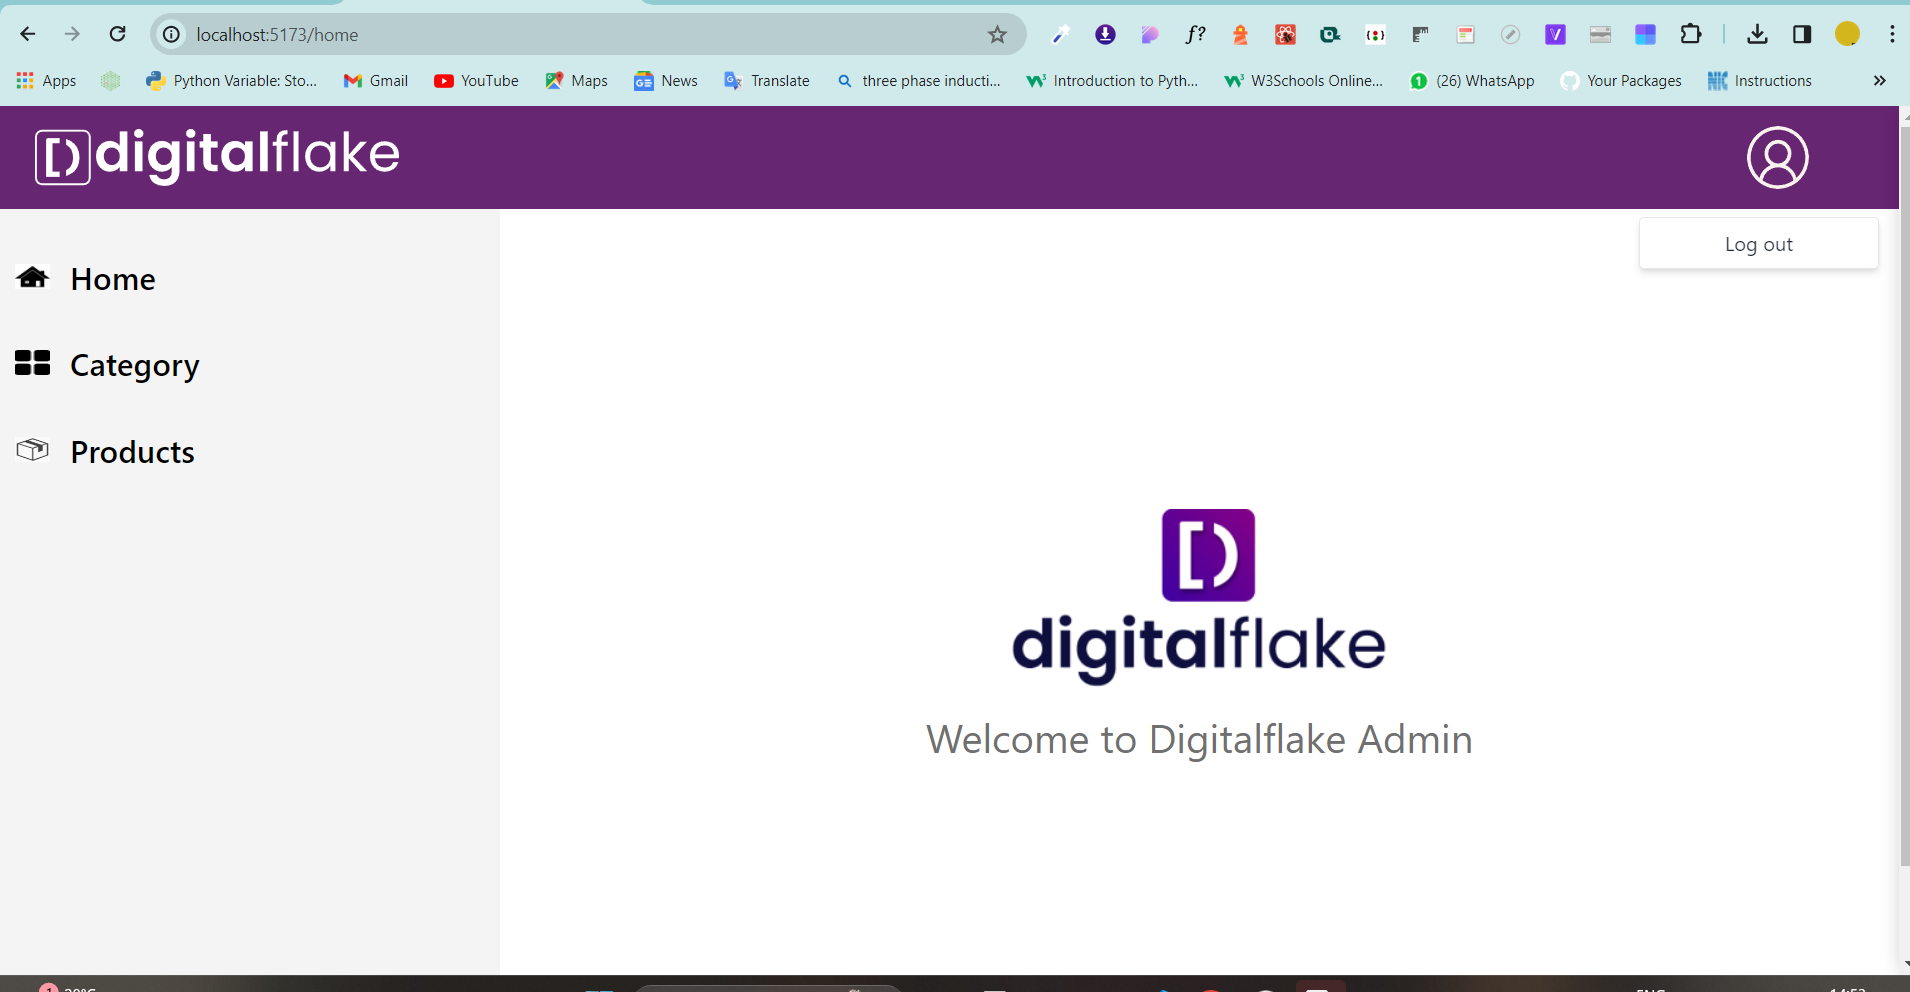 localhost:5173/home
f?
Apps
Python Variable: Sto...
Gmail
YouTube
Maps
News
Translate
three phase inducti...
Introduction to Pyth...
W3Schools Online...
(26) WhatsApp
Your Packages
Instructions
digitalflake
Log out
Home
Category
Products
digitalflake
Welcome to Digitalflake Admin